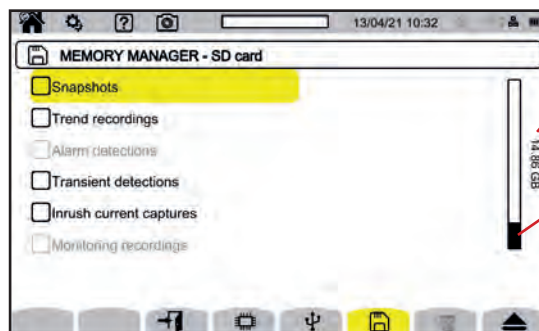 13/04/21 10:32
MEMORY MANAGER - SD card
Snapshots
Trend recordings
Alarm detections
Transient detections
Inrush current captures
Monitoring recordings
14.86 GB